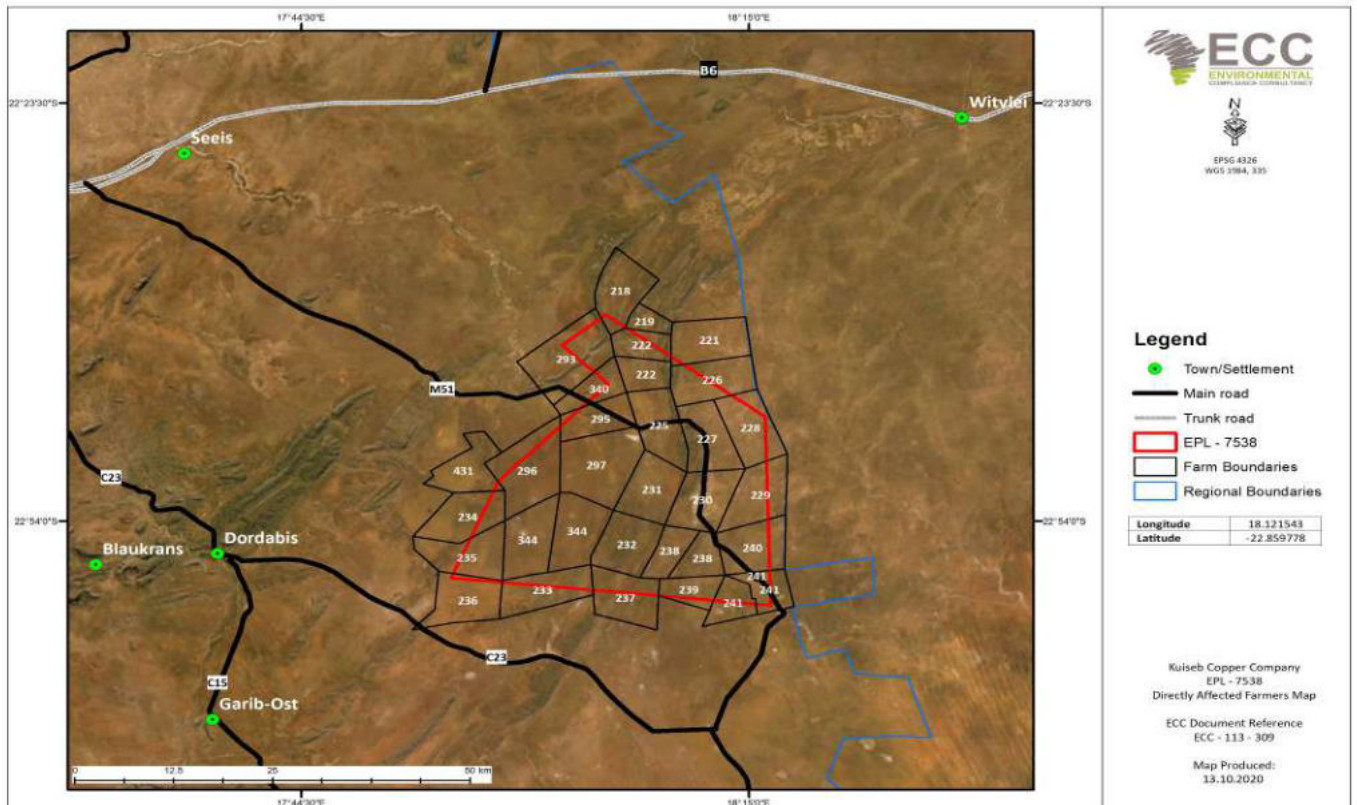 17°44'30"E
18°15'0"E
22°23'30"S
22°23'30"S
B6
Witvlei
Seeis
218
219
222
221
293
222
226
340
M51
295
225
228
227
431
296
297
C23
231
229
230
234
22°54'0"S
22°54'0"S
344
344
232
238
238
240
Dordabis
Blaukrans
235
241
236
233
237
239
241
241
C23
C15
Garib-Ost
0
12.5
25
50 km
17°44'30"E
18°15'0"E
ECC
ENVIRONMENTAL
COMPLIANCE CONSULTANCY
N
EPSG 4326
WGS 1984, 33S
Legend
Town/Settlement
Main road
Trunk road
EPL - 7538
Farm Boundaries
Regional Boundaries
Longitude 18.121543
Latitude -22.859778
Kuiseb Copper Company
EPL - 7538
Directly Affected Farmers Map
ECC Document Reference
ECC - 113 - 309
Map Produced:
13.10.2020